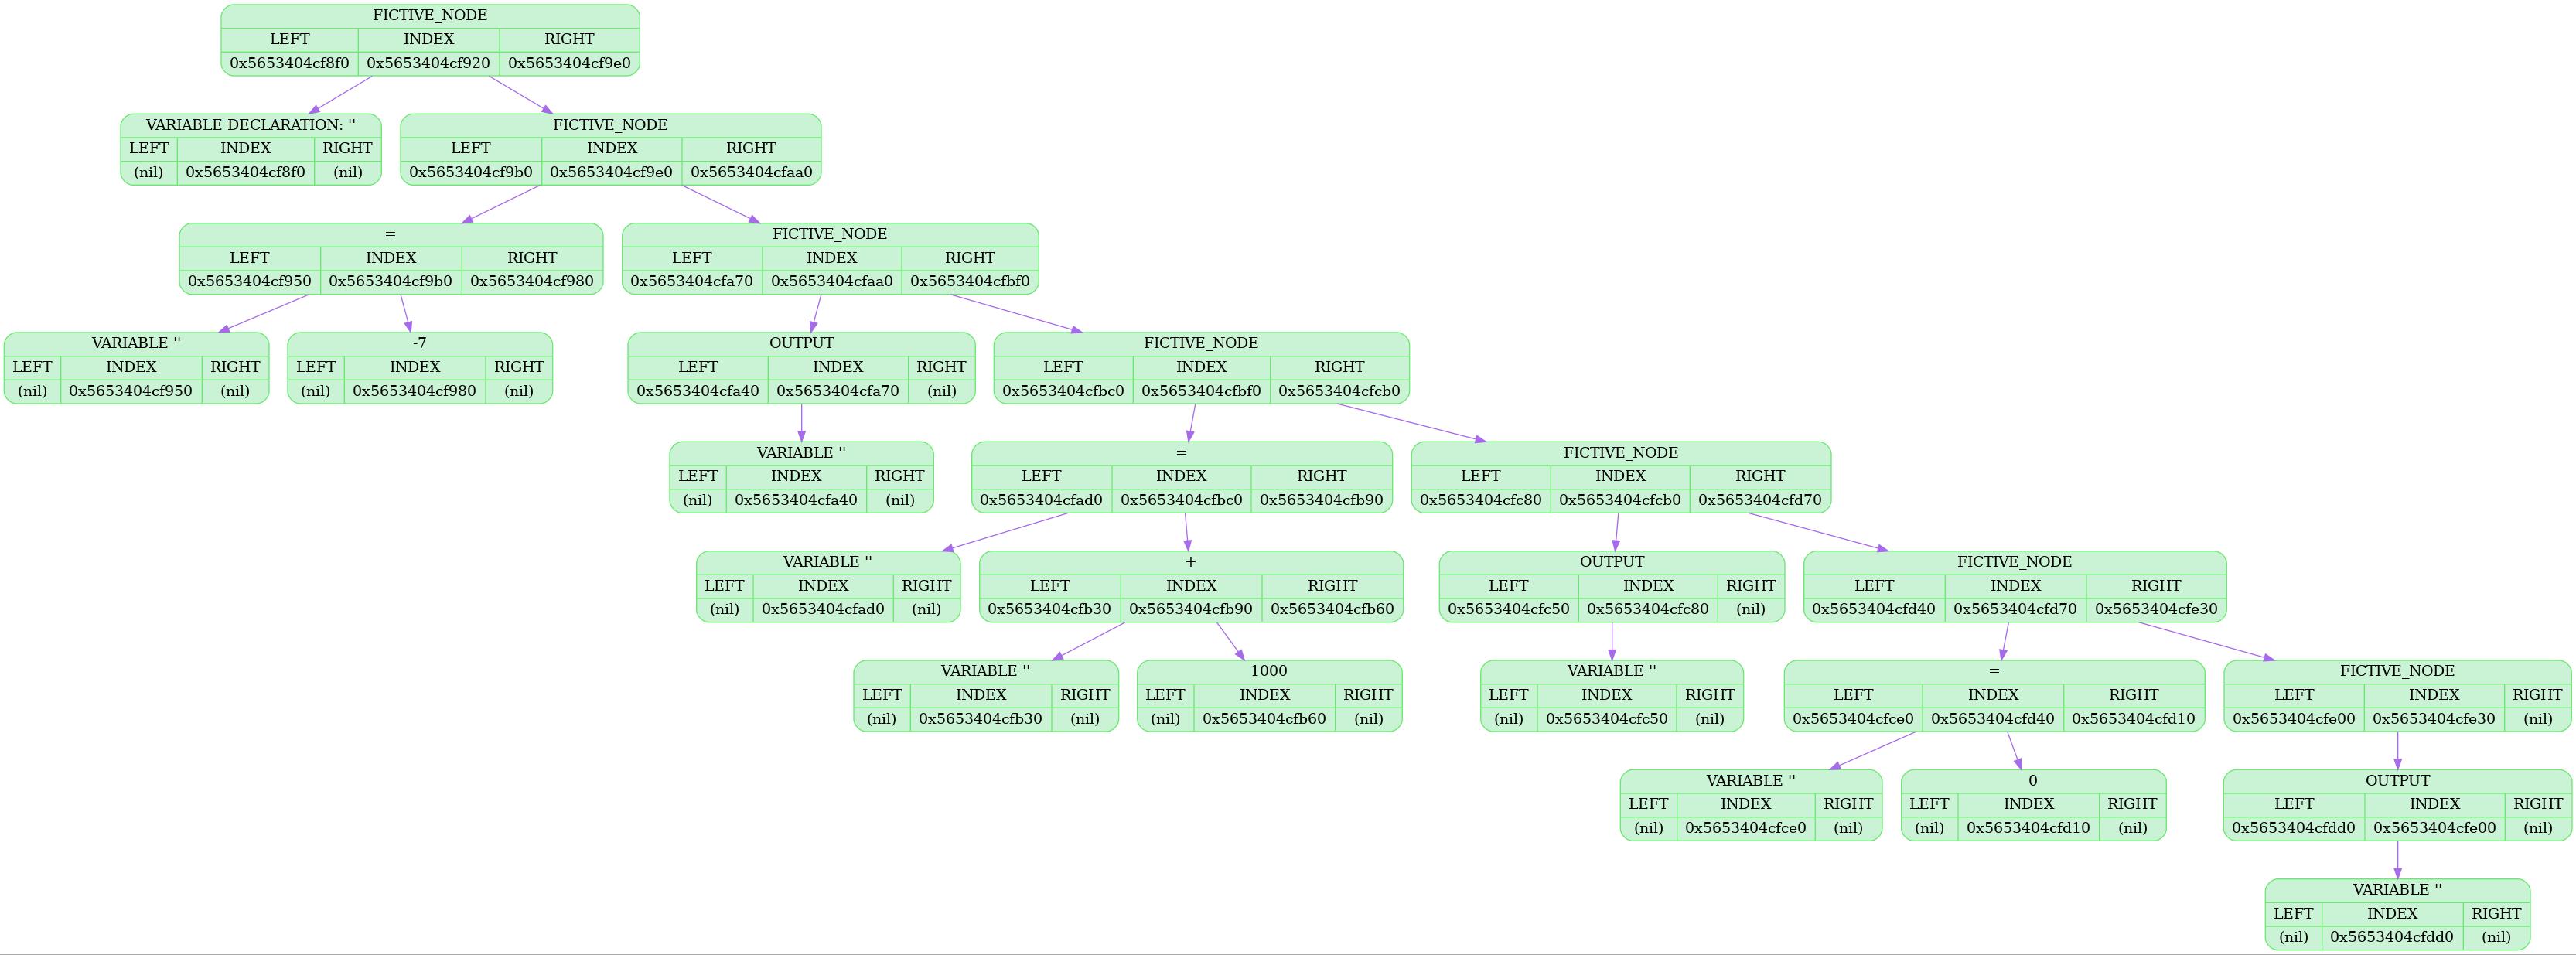 FICTIVE_NODE
LEFT INDEX RIGHT
0x5653404cf8f0 0x5653404cf920 0x5653404cf9e0
VARIABLE DECLARATION: ''
LEFT INDEX RIGHT
(nil) 0x5653404cf8f0 (nil)
FICTIVE_NODE
LEFT INDEX RIGHT
0x5653404cf9b0 0x5653404cf9e0 0x5653404cfaa0
=
LEFT INDEX RIGHT
0x5653404cf950 0x5653404cf9b0 0x5653404cf980
FICTIVE_NODE
LEFT INDEX RIGHT
0x5653404cfa70 0x5653404cfaa0 0x5653404cfbf0
VARIABLE ''
LEFT INDEX RIGHT
(nil) 0x5653404cf950 (nil)
-7
LEFT INDEX RIGHT
(nil) 0x5653404cf980 (nil)
OUTPUT
LEFT INDEX RIGHT
0x5653404cfa40 0x5653404cfa70 (nil)
FICTIVE_NODE
LEFT INDEX RIGHT
0x5653404cfbc0 0x5653404cfbf0 0x5653404cfcb0
VARIABLE ''
LEFT INDEX RIGHT
(nil) 0x5653404cfa40 (nil)
=
LEFT INDEX RIGHT
0x5653404cfad0 0x5653404cfbc0 0x5653404cfb90
FICTIVE_NODE
LEFT INDEX RIGHT
0x5653404cfc80 0x5653404cfcb0 0x5653404cfd70
VARIABLE ''
LEFT INDEX RIGHT
(nil) 0x5653404cfad0 (nil)
+
LEFT INDEX RIGHT
0x5653404cfb30 0x5653404cfb90 0x5653404cfb60
OUTPUT
LEFT INDEX RIGHT
0x5653404cfc50 0x5653404cfc80 (nil)
FICTIVE_NODE
LEFT INDEX RIGHT
0x5653404cfd40 0x5653404cfd70 0x5653404cfe30
VARIABLE ''
LEFT INDEX RIGHT
(nil) 0x5653404cfb30 (nil)
1000
LEFT INDEX RIGHT
(nil) 0x5653404cfb60 (nil)
VARIABLE ''
LEFT INDEX RIGHT
(nil) 0x5653404cfc50 (nil)
=
LEFT INDEX RIGHT
0x5653404cfce0 0x5653404cfd40 0x5653404cfd10
FICTIVE_NODE
LEFT INDEX RIGHT
0x5653404cfe00 0x5653404cfe30 (nil)
VARIABLE ''
LEFT INDEX RIGHT
(nil) 0x5653404cfce0 (nil)
0
LEFT INDEX RIGHT
(nil) 0x5653404cfd10 (nil)
OUTPUT
LEFT INDEX RIGHT
0x5653404cfdd0 0x5653404cfe00 (nil)
VARIABLE ''
LEFT INDEX RIGHT
(nil) 0x5653404cfdd0 (nil)